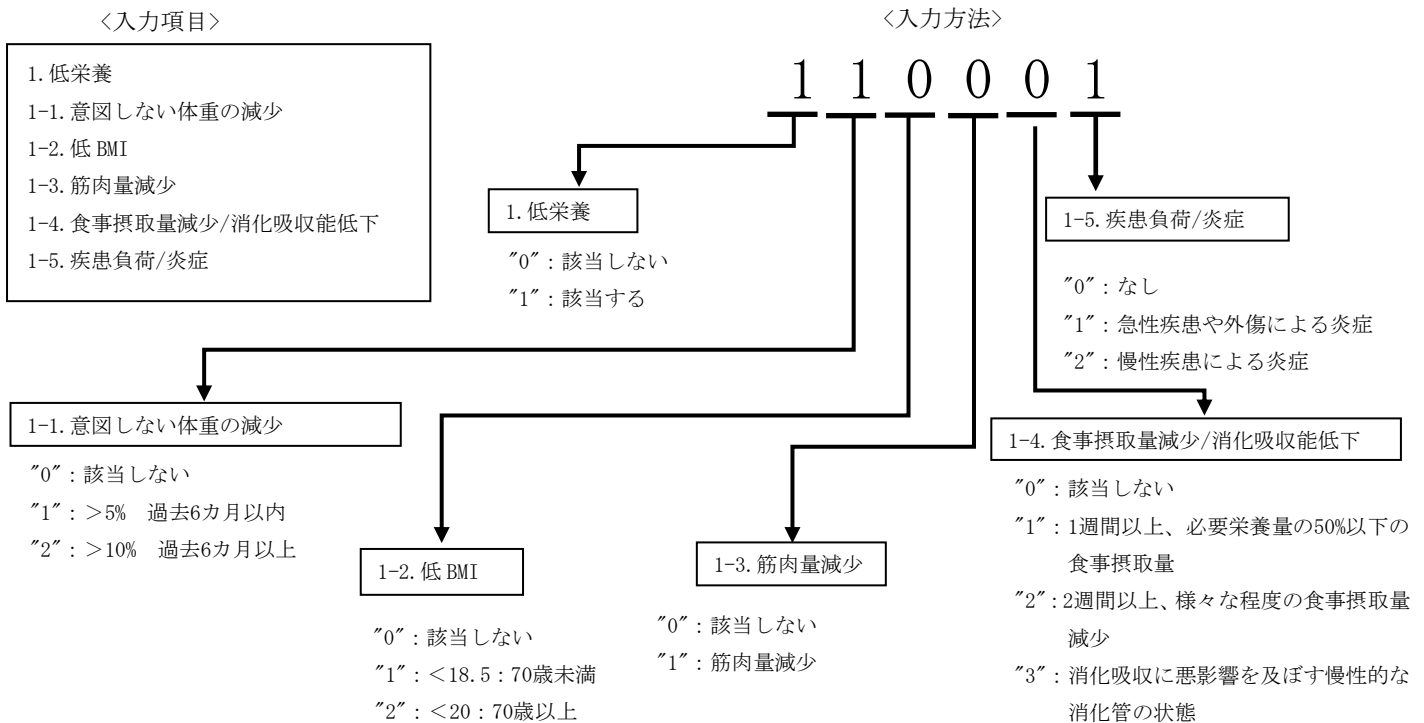 <入力項目>
1.低栄養
1-1.意図しない体重の減少
1-2.低BMI
1-3.筋肉量減少
1-4.食事摂取量減少/消化吸収能低下
1-5.疾患負荷/炎症
<入力方法>
1 1 0 0 0 1
1.低栄養
"0"：該当しない
"1"：該当する
1-5.疾患負荷/炎症
"0"：なし
"1"：急性疾患や外傷による炎症
"2"：慢性疾患による炎症
1-1.意図しない体重の減少
"0"：該当しない
"1"：＞5%　過去6カ月以内
"2"：＞10%　過去6カ月以上
1-2.低BMI
"0"：該当しない
"1"：＜18.5：70歳未満
"2"：＜20：70歳以上
1-3.筋肉量減少
"0"：該当しない
"1"：筋肉量減少
1-4.食事摂取量減少/消化吸収能低下
"0"：該当しない
"1"：1週間以上、必要栄養量の50%以下の
食事摂取量
"2"：2週間以上、様々な程度の食事摂取量
減少
"3"：消化吸収に悪影響を及ぼす慢性的な
消化管の状態